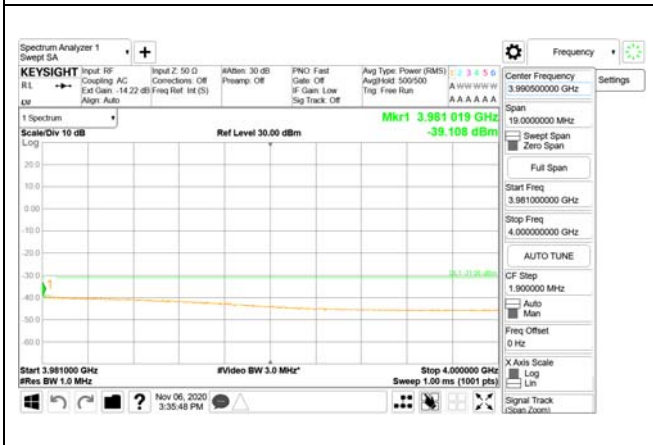 Spectrum Analyzer 1
Swept SA
Frequency
KEYSIGHT
RL
Input: RF
Coupling: AC
Ext Gain: -14.22 dB
Align: Auto
Input Z: 50 Ω
Corrections: Off
Freq Ref: Int (S)
#Atten: 30 dB
Preamp: Off
PNO: Fast
Gate: Off
IF Gain: Low
Sig Track: Off
Avg Type: Power (RMS)
Avg|Hold: 500/500
Trig: Free Run
1 2 3 4 5 6
A W W W W W
A A A A A A
1 Spectrum
Mkr1 3.981 019 GHz
-39.108 dBm
Scale/Div 10 dB
Ref Level 30.00 dBm
Log
20.0
10.0
0.00
-10.0
-20.0
-30.0
-40.0
-50.0
-60.0
1
Start 3.981000 GHz
#Video BW 3.0 MHz*
Stop 4.000000 GHz
#Res BW 1.0 MHz
Sweep 1.00 ms (1001 pts)
Center Frequency
3.990500000 GHz
Settings
Span
19.0000000 MHz
Swept Span
Zero Span
Full Span
Start Freq
3.981000000 GHz
Stop Freq
4.000000000 GHz
AUTO TUNE
CF Step
1.900000 MHz
Auto
Man
Freq Offset
0 Hz
X Axis Scale
Log
Lin
Signal Track
(Span Zoom)
Nov 06, 2020
3:35:48 PM